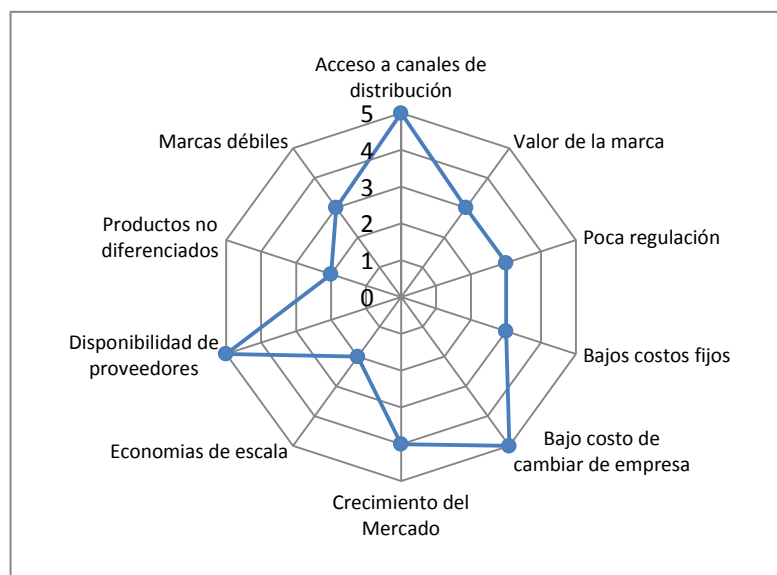 Acceso a canales de
distribución
Valor de la marca
Poca regulación
Bajos costos fijos
Bajo costo de
cambiar de empresa
Crecimiento del
Mercado
Economias de escala
Disponibilidad de
proveedores
Productos no
diferenciados
Marcas débiles
5
4
3
2
1
0